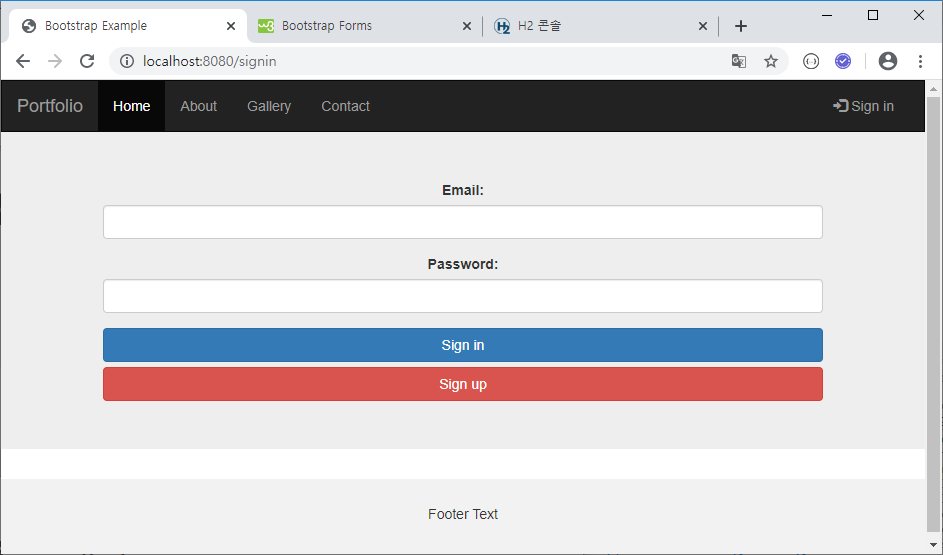 Bootstrap Example
Bootstrap Forms
H2 콘솔
localhost:8080/signin
Portfolio
Home
About
Gallery
Contact
Sign in
Email:
Password:
Sign in
Sign up
Footer Text